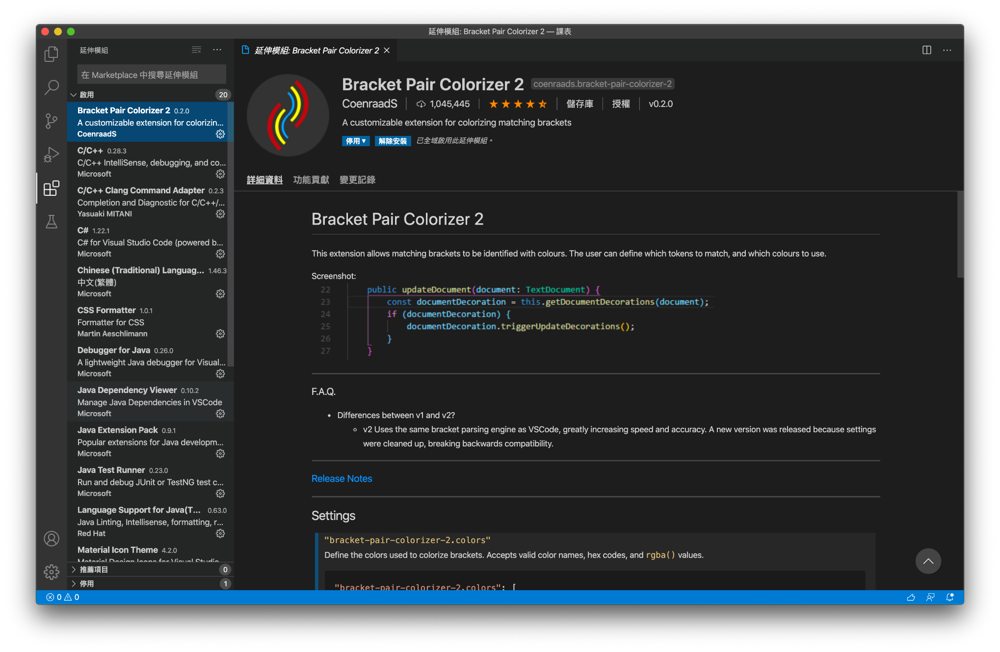 延伸模組: Bracket Pair Colorizer 2 — 課表
延伸模組
在 Marketplace 中搜尋延伸模組
啟用 20
Bracket Pair Colorizer 2 0.2.0
A customizable extension for colorizin...
CoenraadS
C/C++ 0.28.3
C/C++ IntelliSense, debugging, and co...
Microsoft
C/C++ Clang Command Adapter 0.2.3
Completion and Diagnostic for C/C++/...
Yasuaki MITANI
C# 1.22.1
C# for Visual Studio Code (powered b...
Microsoft
Chinese (Traditional) Languag... 1.46.3
中文(繁體)
Microsoft
CSS Formatter 1.0.1
Formatter for CSS
Martin Aeschlimann
Debugger for Java 0.26.0
A lightweight Java debugger for Visual...
Microsoft
Java Dependency Viewer 0.10.2
Manage Java Dependencies in VSCode
Microsoft
Java Extension Pack 0.9.1
Popular extensions for Java developm...
Microsoft
Java Test Runner 0.23.0
Run and debug JUnit or TestNG test c...
Microsoft
Language Support for Java(T... 0.63.0
Java Linting, Intellisense, formatting, r...
Red Hat
Material Icon Theme 4.2.0
Material Design Icons for Visual Studio
推薦項目 0
停用 1
延伸模組: Bracket Pair Colorizer 2
Bracket Pair Colorizer 2 coenraads.bracket-pair-colorizer-2
CoenraadS 1,045,445 儲存庫 授權 v0.2.0
A customizable extension for colorizing matching brackets
停用 解除安裝 已全域啟用此延伸模組。
詳細資料 功能貢獻 變更記錄
Bracket Pair Colorizer 2
This extension allows matching brackets to be identified with colours. The user can define which tokens to match, and which colours to use.
Screenshot:
22 public updateDocument(document: TextDocument) {
23 const documentDecoration = this.getDocumentDecorations(document);
24 if (documentDecoration) {
25 documentDecoration.triggerUpdateDecorations();
26 }
27 }
F.A.Q.
• Differences between v1 and v2?
v2 Uses the same bracket parsing engine as VSCode, greatly increasing speed and accuracy. A new version was released because settings
were cleaned up, breaking backwards compatibility.
Release Notes
Settings
"bracket-pair-colorizer-2.colors"
Define the colors used to colorize brackets. Accepts valid color names, hex codes, and rgba() values.
"bracket-pair-colorizer-2.colors": [
0 0